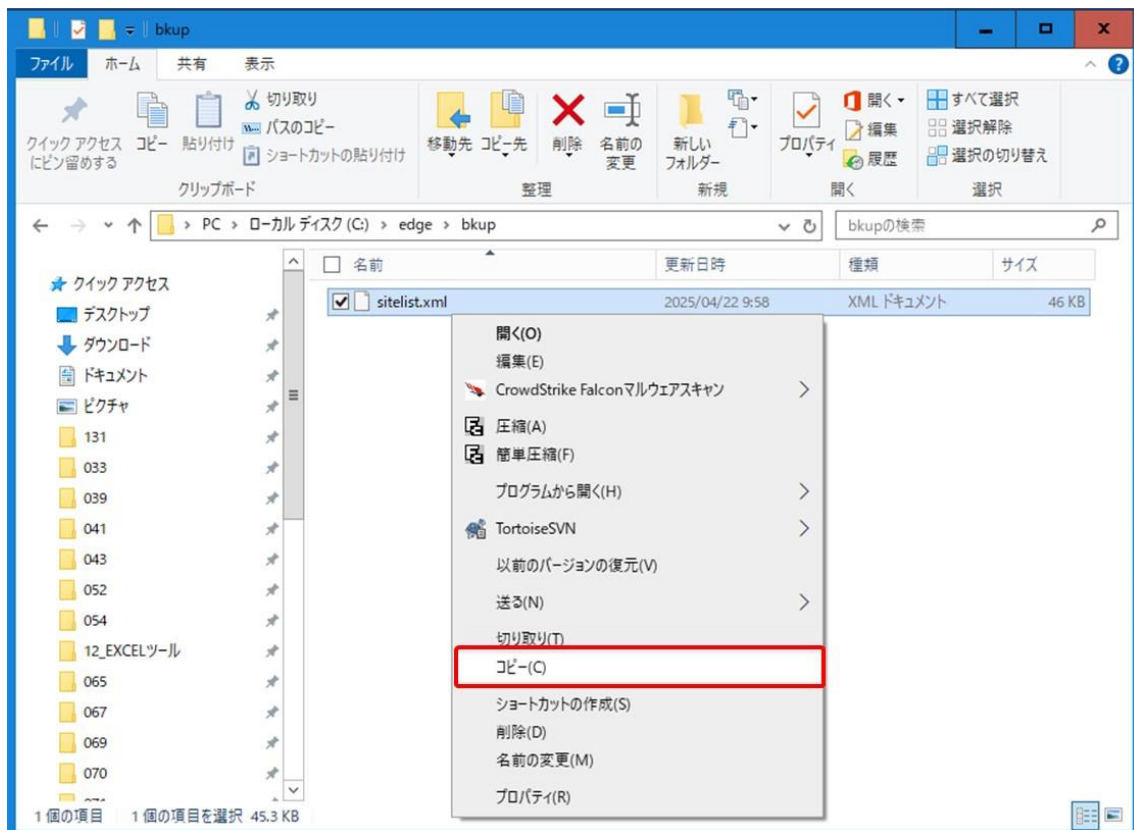 bkup
ファイル ホーム 共有 表示
クイック アクセス
にピン留めする
コピー
貼り付け
切り取り
パスのコピー
ショートカットの貼り付け
クリップボード
移動先
コピー先
削除
名前の
変更
整理
新しい
フォルダー
新規
プロパティ
開く
編集
履歴
開く
すべて選択
選択解除
選択の切り替え
選択
PC › ローカル ディスク (C:) › edge › bkup
bkupの検索
名前 更新日時 種類 サイズ
sitelist.xml 2025/04/22 9:58 XML ドキュメント 46 KB
クイック アクセス
デスクトップ
ダウンロード
ドキュメント
ピクチャ
131
033
039
041
043
052
054
12_EXCELツール
065
067
069
070
開く(O)
編集(E)
CrowdStrike Falconマルウェアスキャン
圧縮(A)
簡単圧縮(F)
プログラムから開く(H)
TortoiseSVN
以前のバージョンの復元(V)
送る(N)
切り取り(T)
コピー(C)
ショートカットの作成(S)
削除(D)
名前の変更(M)
プロパティ(R)
1 個の項目 1 個の項目を選択 45.3 KB